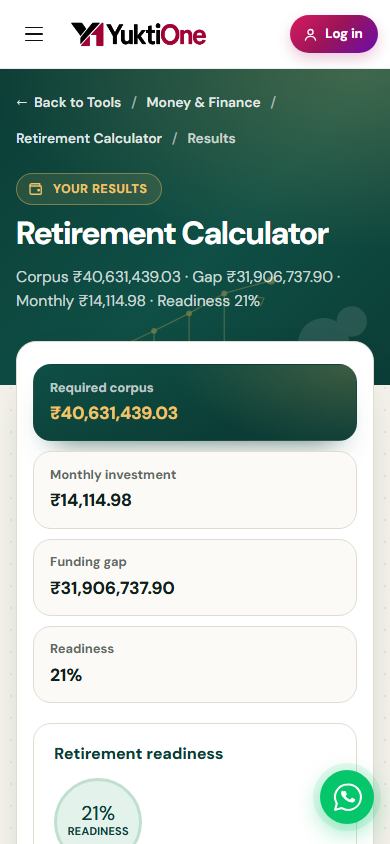 YuktiOne
Log in
← Back to Tools / Money & Finance /
Retirement Calculator / Results
YOUR RESULTS
Retirement Calculator
Corpus ₹40,631,439.03 · Gap ₹31,906,737.90 ·
Monthly ₹14,114.98 · Readiness 21%
Required corpus
₹40,631,439.03
Monthly investment
₹14,114.98
Funding gap
₹31,906,737.90
Readiness
21%
Retirement readiness
21%
READINESS